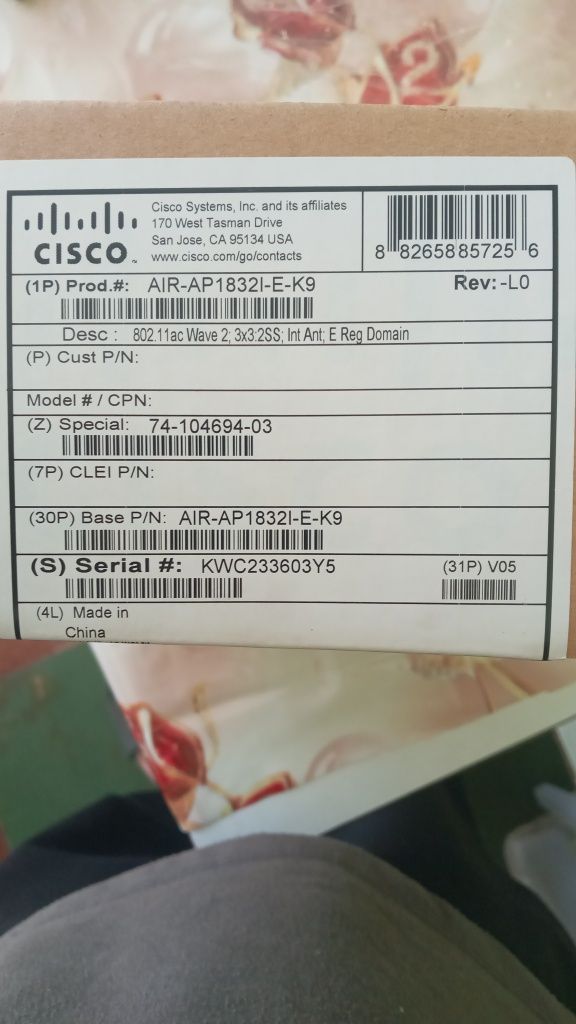 CISCO
Cisco Systems, Inc. and its affiliates
170 West Tasman Drive
San Jose, CA 95134 USA
www.cisco.com/go/contacts
8 82658 85725 6
(1P) Prod.#: AIR-AP1832I-E-K9 Rev: -L0
Desc : 802.11ac Wave 2; 3x3:2SS; Int Ant; E Reg Domain
(P) Cust P/N:
Model # / CPN:
(Z) Special: 74-104694-03
(7P) CLEI P/N:
(30P) Base P/N: AIR-AP1832I-E-K9
(S) Serial #: KWC233603Y5 (31P) V05
(4L) Made in
China